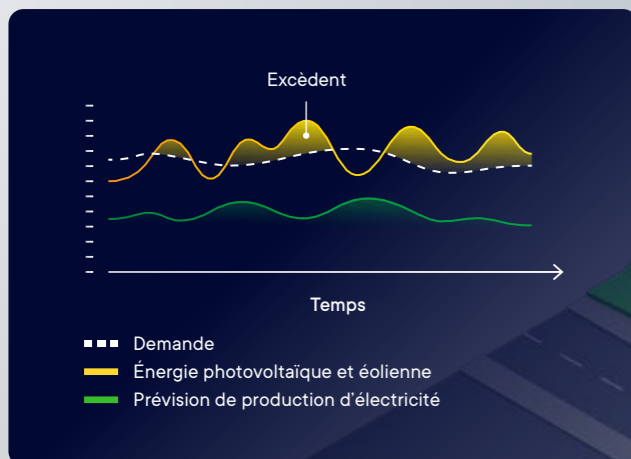 Excèdent
Temps
Demande
Énergie photovoltaïque et éolienne
Prévision de production d'électricité